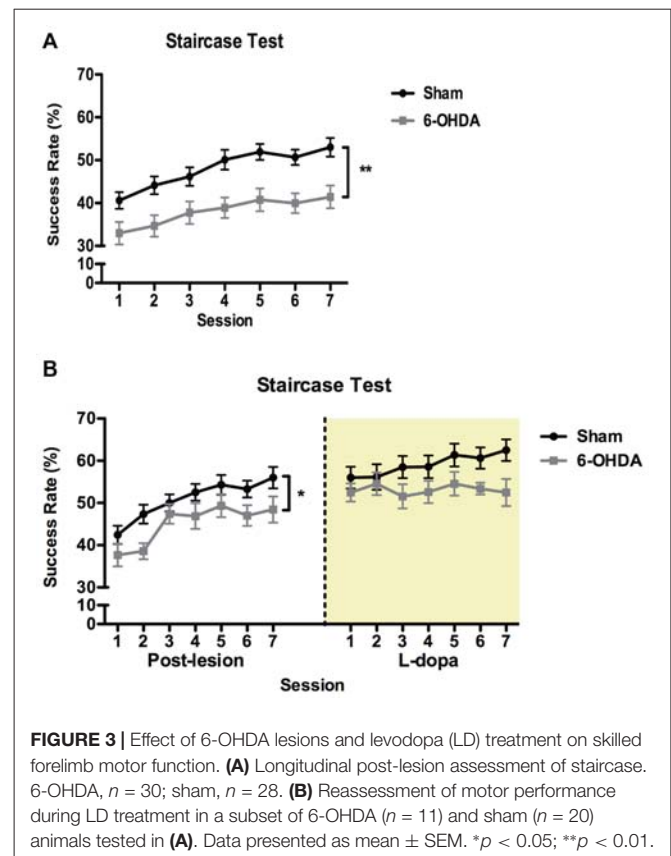 A
Staircase Test
70
60
50
40
30
10
0
Success Rate (%)
Sham
6-OHDA
**
1 2 3 4 5 6 7
Session
B
Staircase Test
70
60
50
40
30
10
0
Success Rate (%)
Sham
6-OHDA
*
1 2 3 4 5 6 7 1 2 3 4 5 6 7
Post-lesion L-dopa
Session
FIGURE 3 | Effect of 6-OHDA lesions and levodopa (LD) treatment on skilled
forelimb motor function. (A) Longitudinal post-lesion assessment of staircase.
6-OHDA, n = 30; sham, n = 28. (B) Reassessment of motor performance
during LD treatment in a subset of 6-OHDA (n = 11) and sham (n = 20)
animals tested in (A). Data presented as mean ± SEM. *p < 0.05; **p < 0.01.